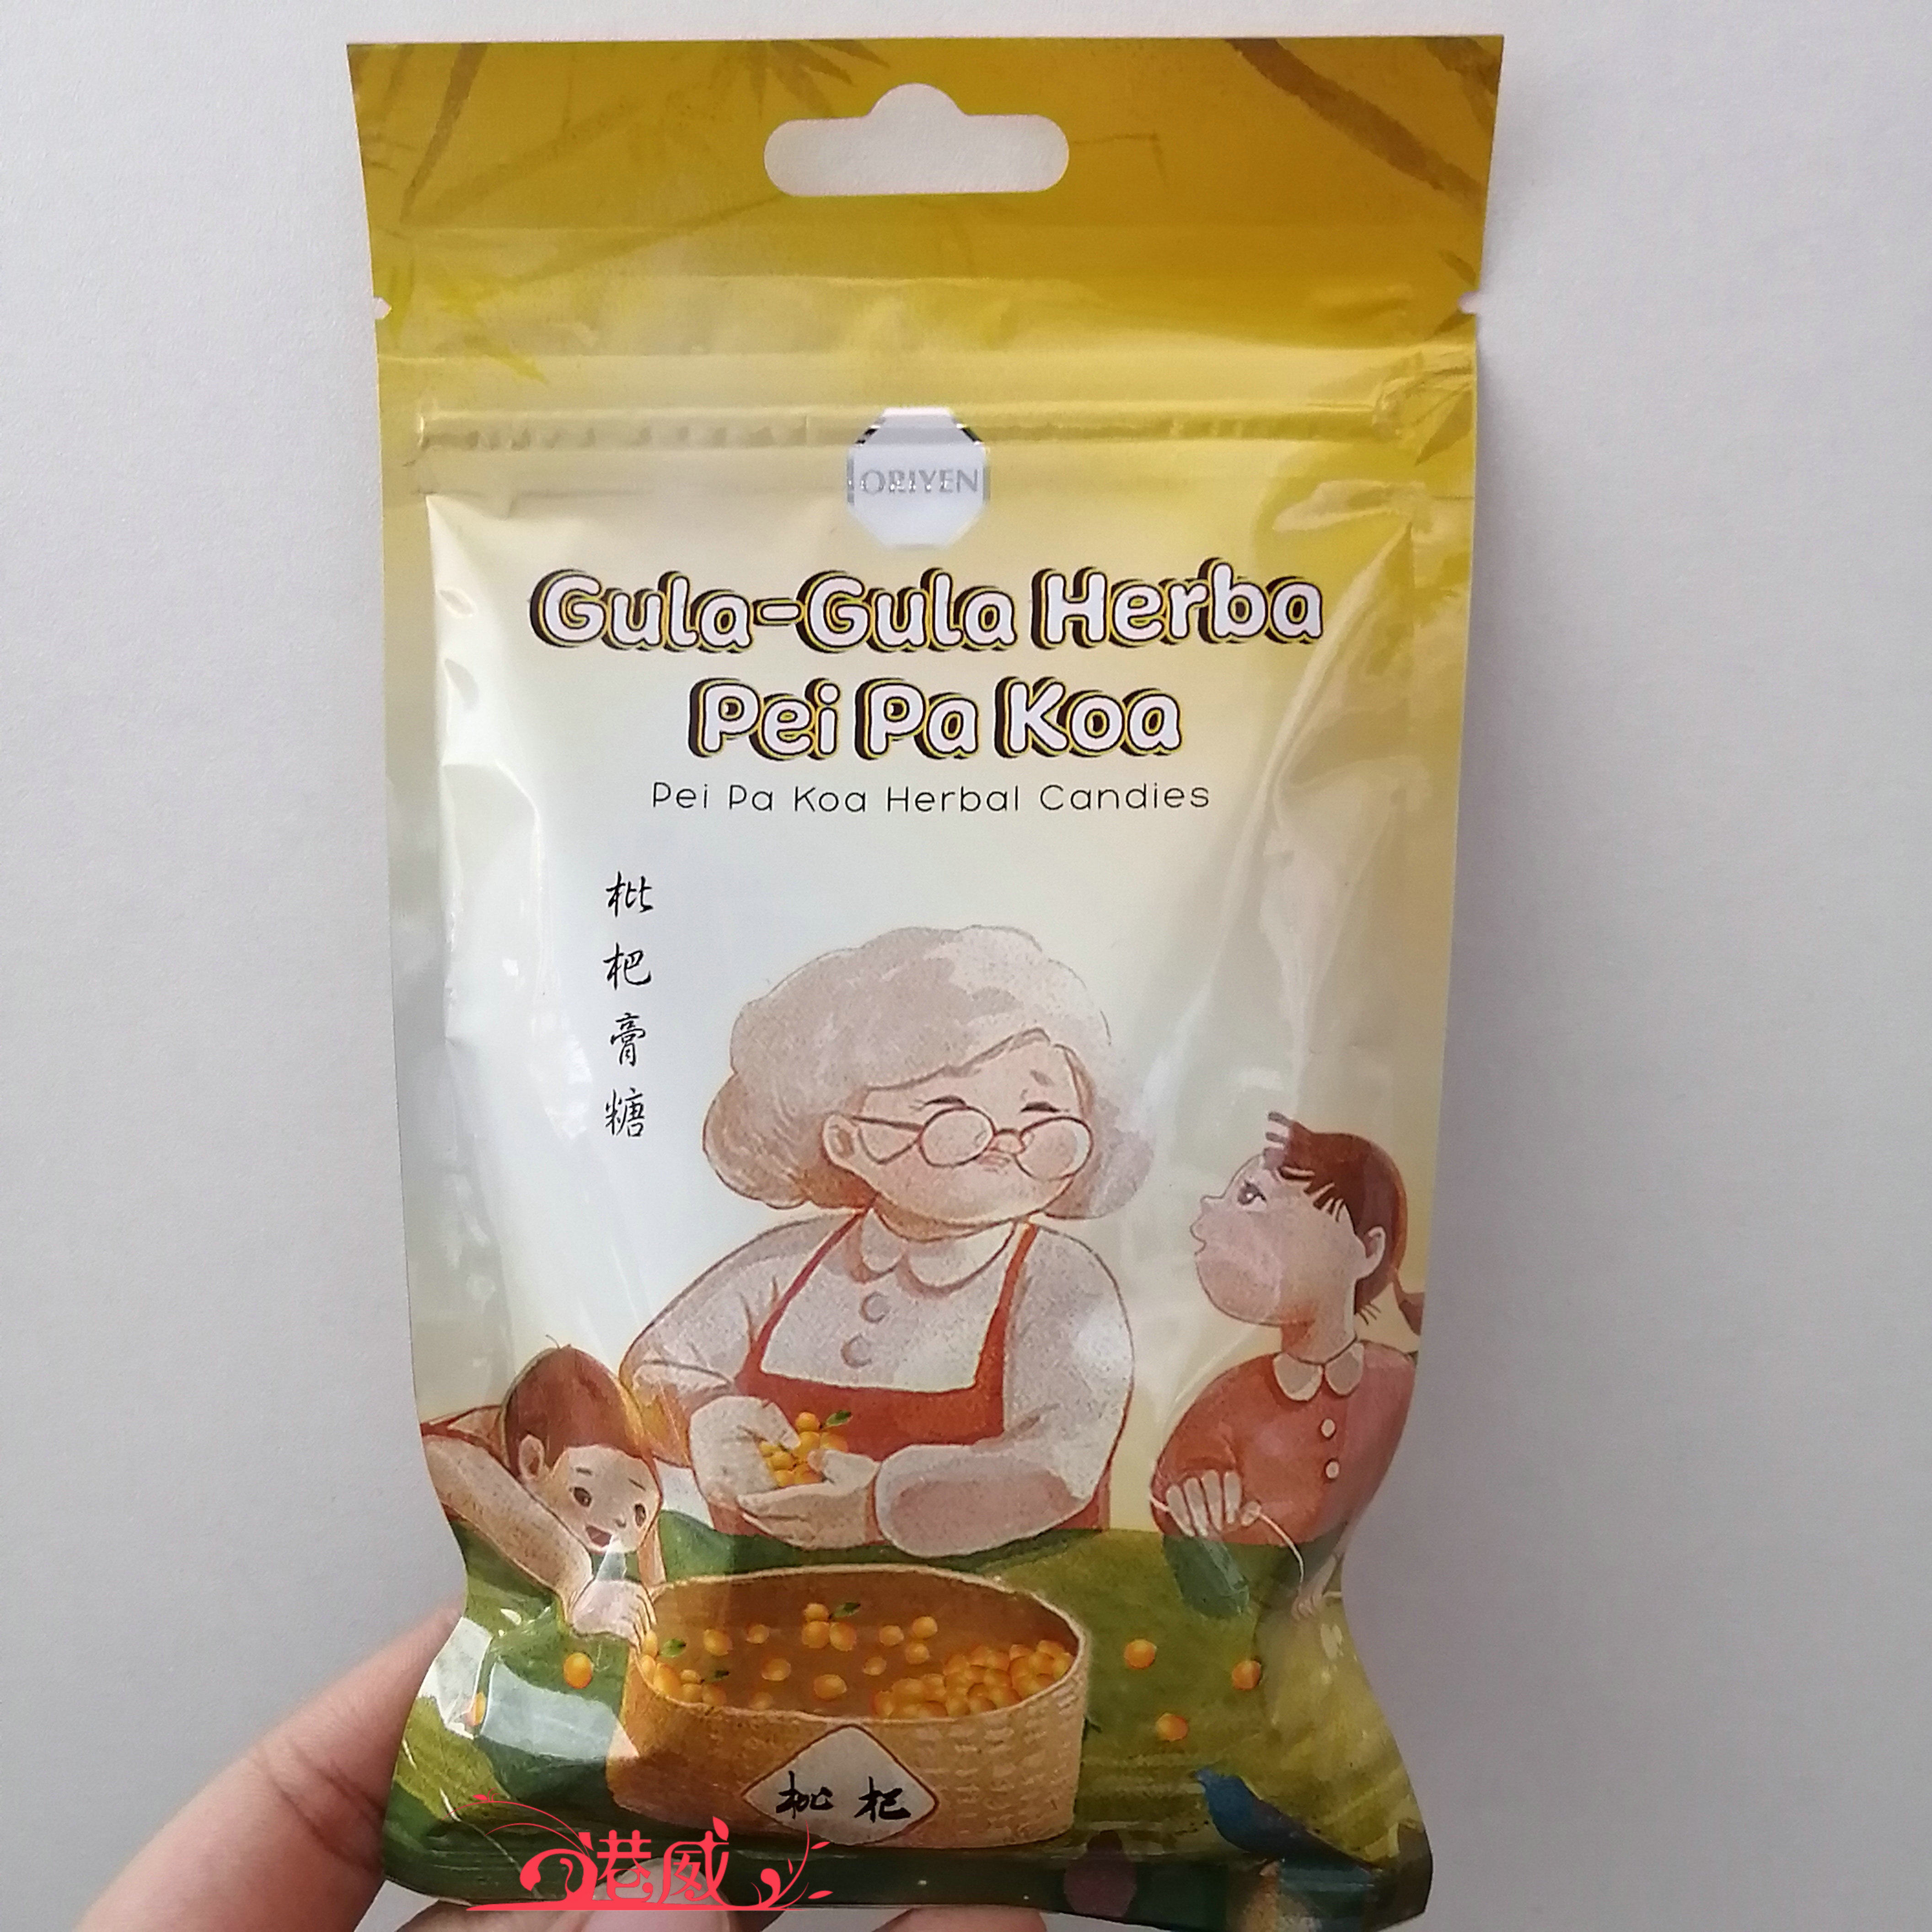 ORIYEN
Gula-Gula Herba
Pei Pa Koa
Pei Pa Koa Herbal Candies
枇
杷
膏
糖
枇杷
港威